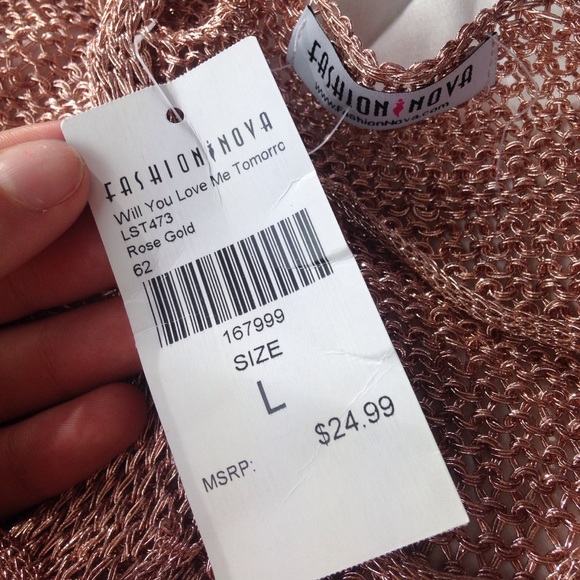 FASHION NOVA
www.FashionNova.com
FASHION NOVA
Will You Love Me Tomorro
LST473
Rose Gold
62
167999
SIZE
L
$24.99
MSRP: